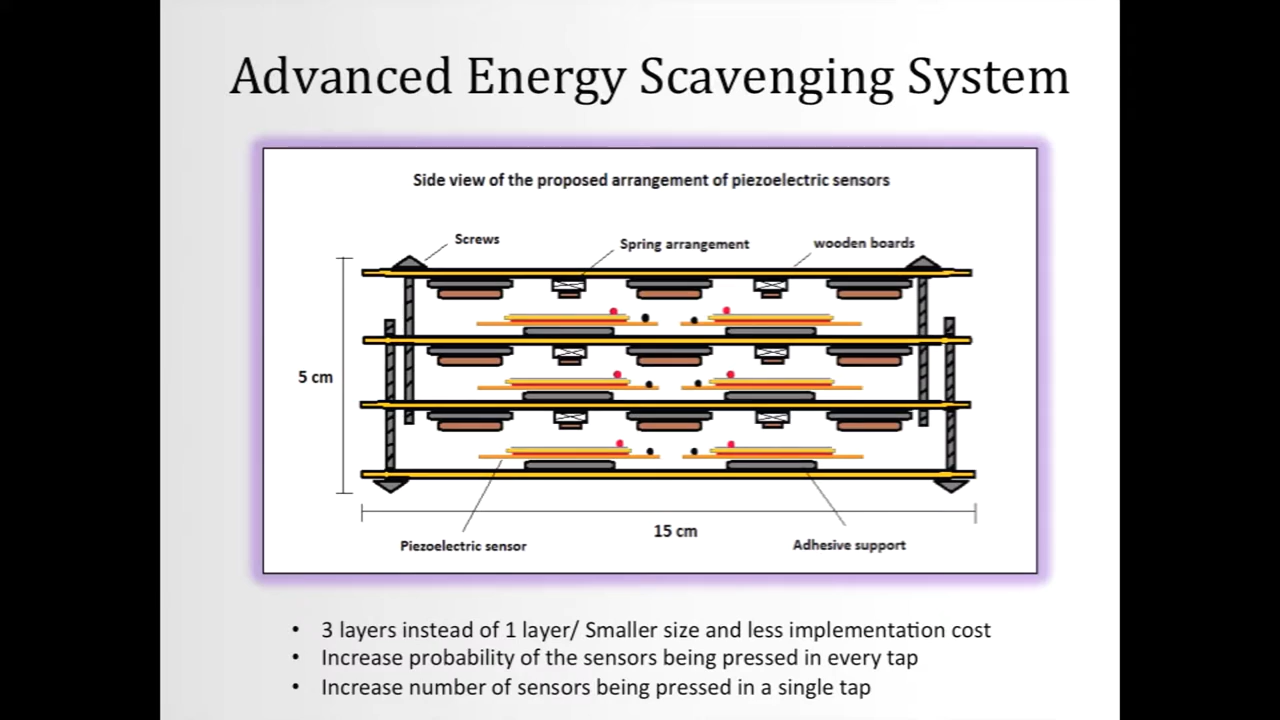 Advanced Energy Scavenging System
Side view of the proposed arrangement of piezoelectric sensors
Screws
Spring arrangement
wooden boards
5 cm
15 cm
Piezoelectric sensor
Adhesive support
• 3 layers instead of 1 layer/ Smaller size and less implementation cost
• Increase probability of the sensors being pressed in every tap
• Increase number of sensors being pressed in a single tap